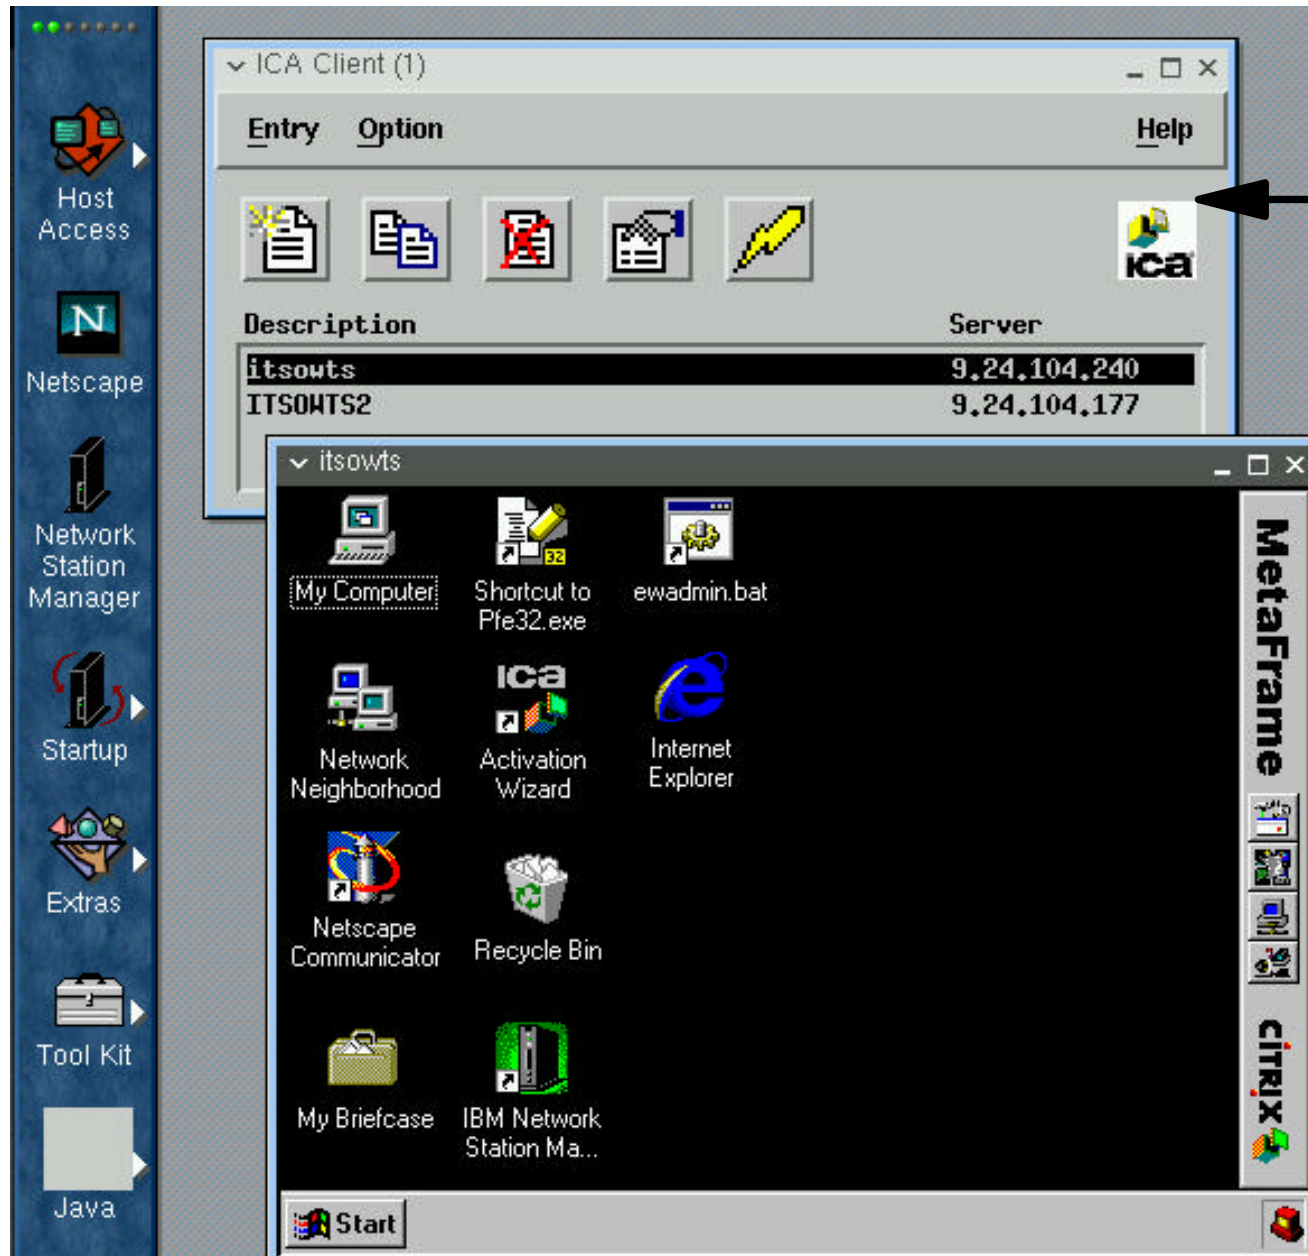 Host
Access
Netscape
Network
Station
Manager
Startup
Extras
Tool Kit
Java
ICA Client (1)
Entry Option Help
ica
Description Server
itsowts 9.24.104.240
ITSOWTS2 9.24.104.177
itsowts
My Computer
Shortcut to
Pfe32.exe
ewadmin.bat
Network
Neighborhood
ica
Activation
Wizard
Internet
Explorer
Netscape
Communicator
Recycle Bin
My Briefcase
IBM Network
Station Ma...
MetaFrame
CiTRIX
Start
N
32